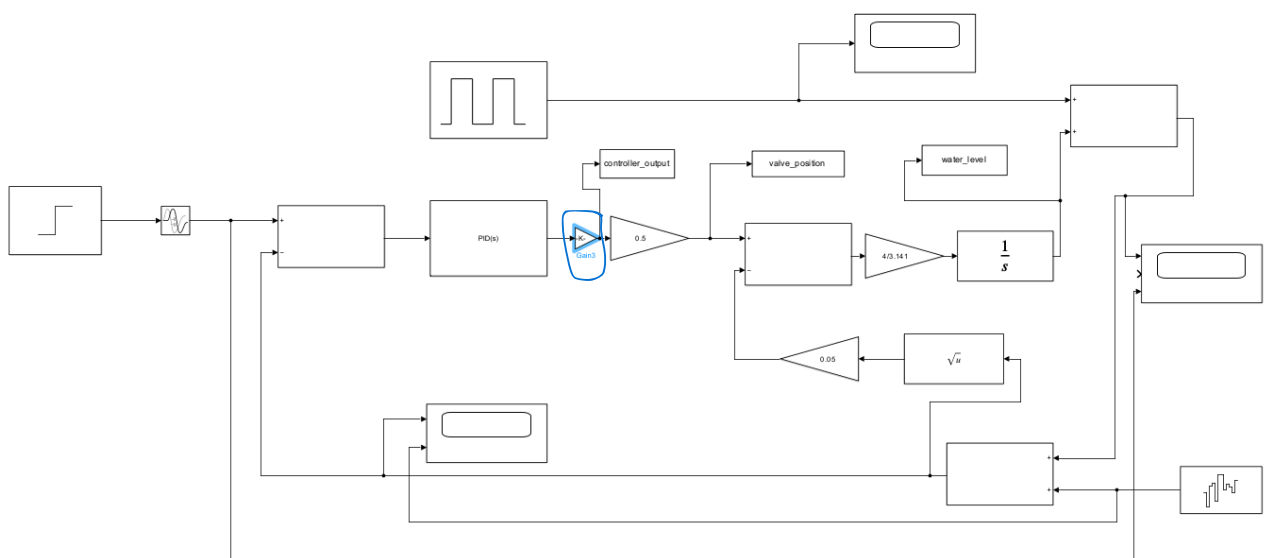 controller_output
valve_position
water_level
PID(s)
-K-
Gain3
0.5
4/3.141
1
s
0.05
√u
+
+
+
−
+
−
+
+